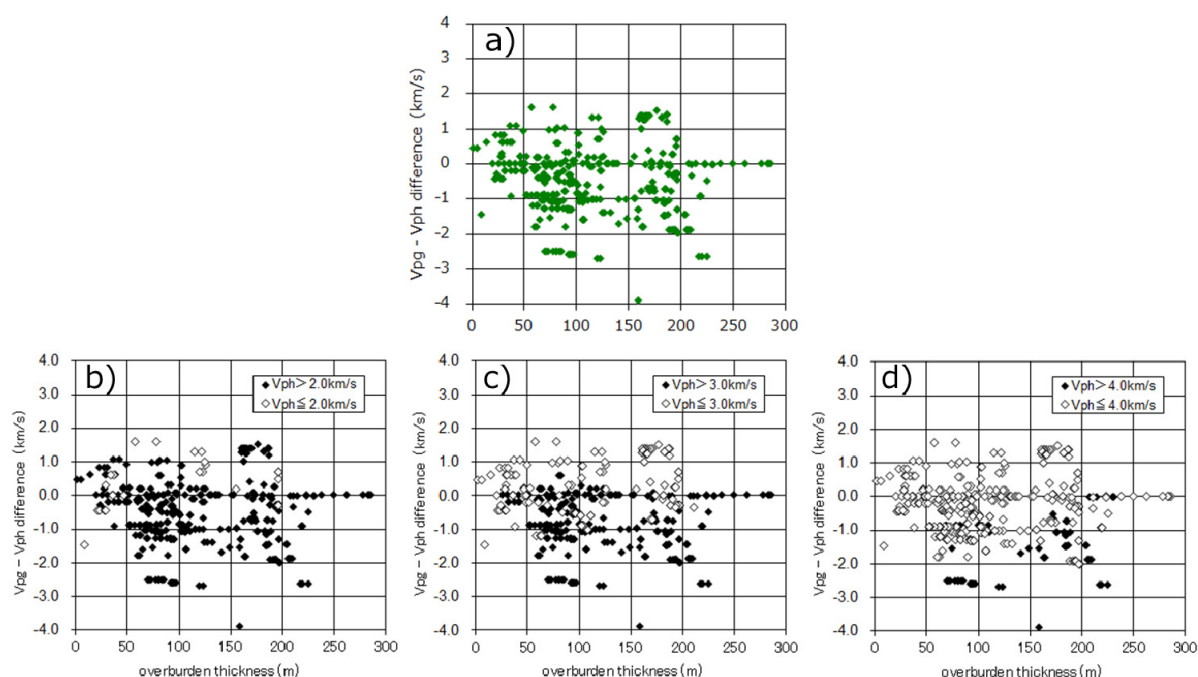 a)
4
3
2
1
0
-1
-2
-3
-4
Vpg - Vph difference (km/s)
0 50 100 150 200 250 300
b)
4.0
3.0
2.0
1.0
0.0
-1.0
-2.0
-3.0
-4.0
Vpg - Vph difference (km/s)
Vph>2.0km/s
Vph≦2.0km/s
0 50 100 150 200 250 300
overburden thickness(m)
c)
4.0
3.0
2.0
1.0
0.0
-1.0
-2.0
-3.0
-4.0
Vpg - Vph difference (km/s)
Vph>3.0km/s
Vph≦3.0km/s
0 50 100 150 200 250 300
overburden thickness(m)
d)
4.0
3.0
2.0
1.0
0.0
-1.0
-2.0
-3.0
-4.0
Vpg - Vph difference (km/s)
Vph>4.0km/s
Vph≦4.0km/s
0 50 100 150 200 250 300
overburden thickness(m)